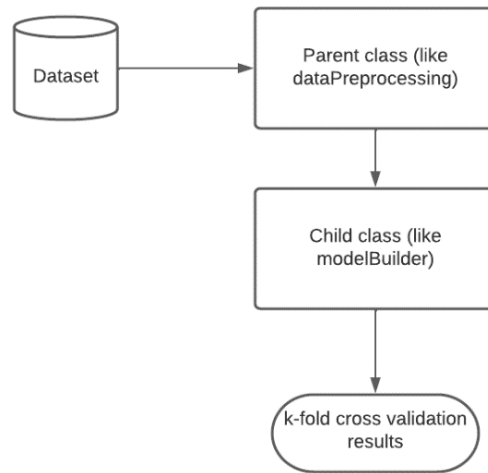 Dataset
Parent class (like
dataPreprocessing)
Child class (like
modelBuilder)
k-fold cross validation
results